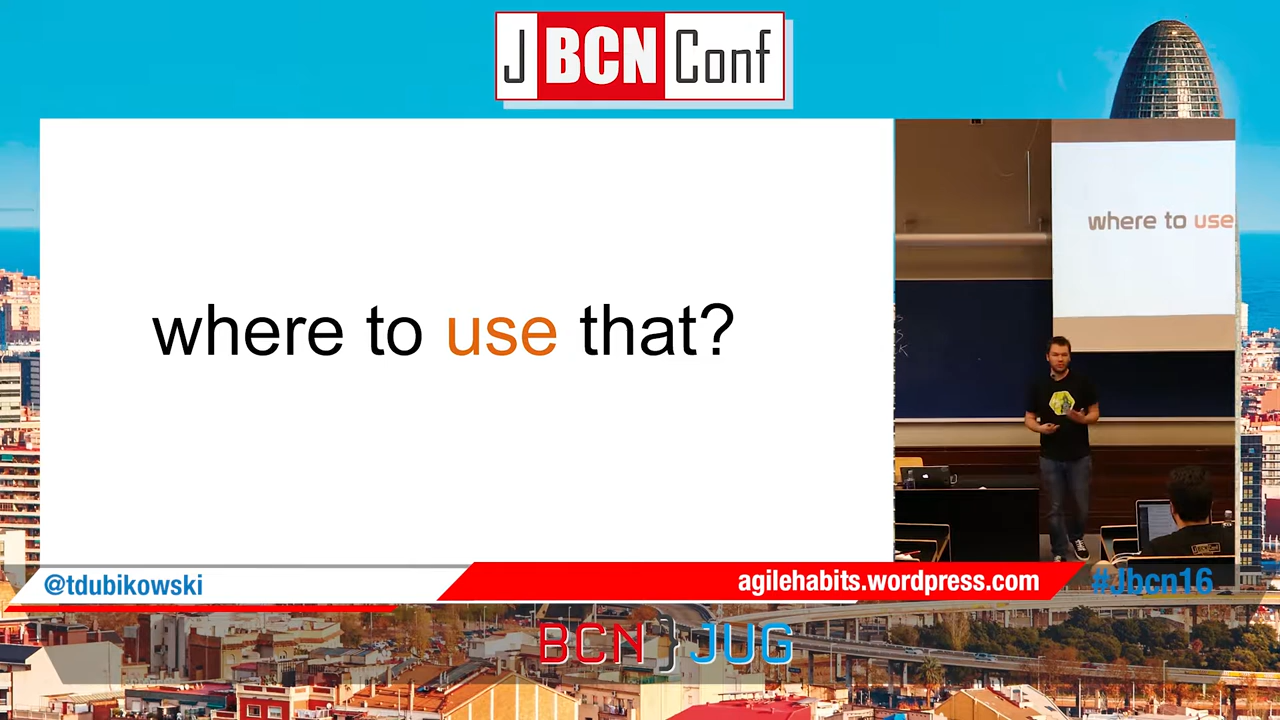 J BCN Conf
where to use that?
where to use
@tdubikowski
agilehabits.wordpress.com
#Jbcn16
BCN JUG